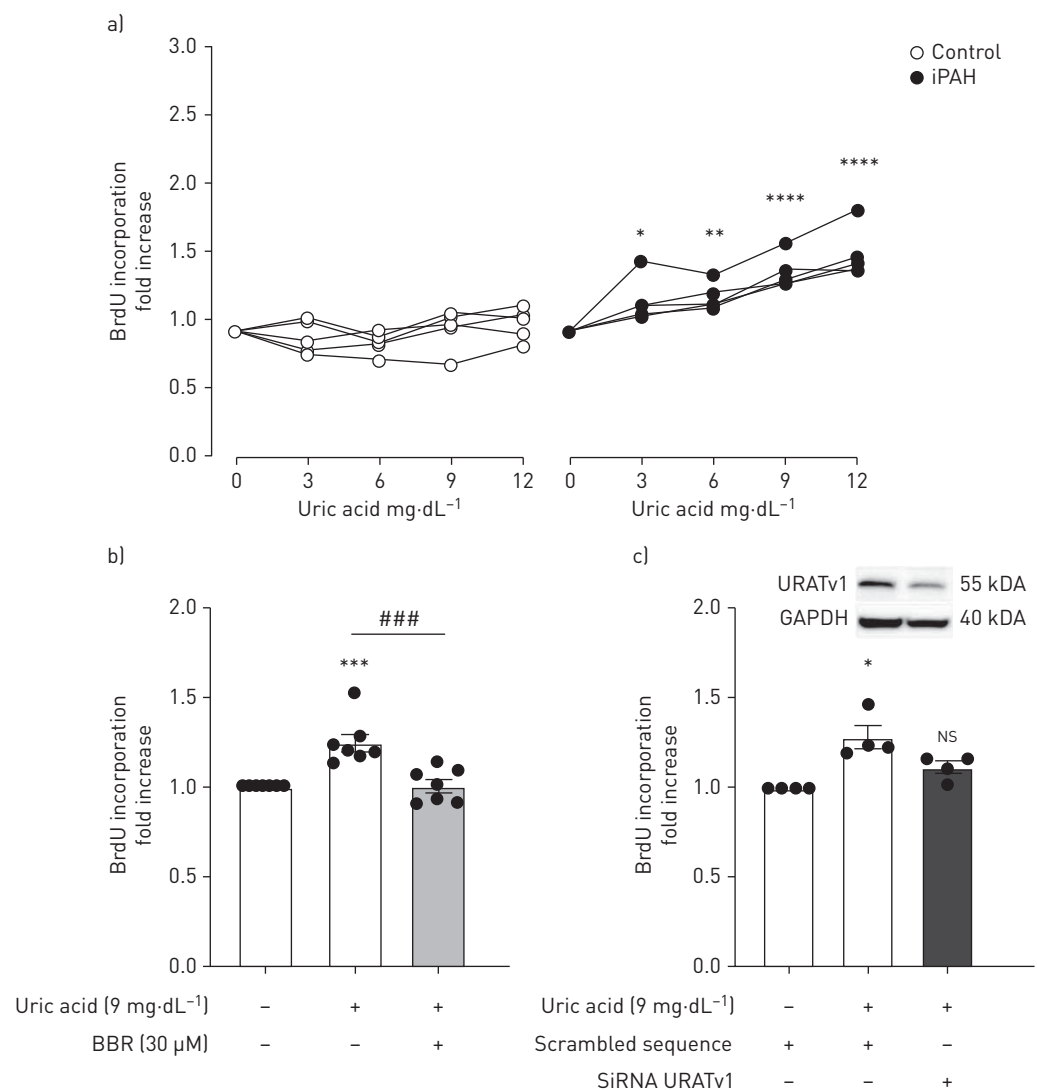 a)
3.0
2.5
2.0
1.5
1.0
0.5
0.0
BrdU incorporation
fold increase
Control
iPAH
*
**
****
****
0 3 6 9 12
Uric acid mg·dL⁻¹
0 3 6 9 12
Uric acid mg·dL⁻¹
b)
2.0
1.5
1.0
0.5
0.0
BrdU incorporation
fold increase
###
***
Uric acid (9 mg·dL⁻¹) – + +
BBR (30 µM) – – +
c)
URATv1 55 kDA
GAPDH 40 kDA
2.0
1.5
1.0
0.5
0.0
BrdU incorporation
fold increase
*
NS
Uric acid (9 mg·dL⁻¹) – + +
Scrambled sequence + + –
SiRNA URATv1 – – +